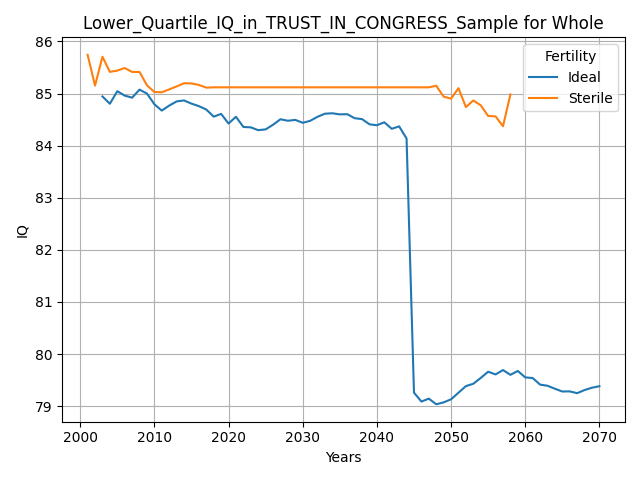 Lower_Quartile_IQ_in_TRUST_IN_CONGRESS_Sample for Whole
86
85
84
83
82
81
80
79
IQ
2000
2010
2020
2030
2040
2050
2060
2070
Years
Fertility
Ideal
Sterile